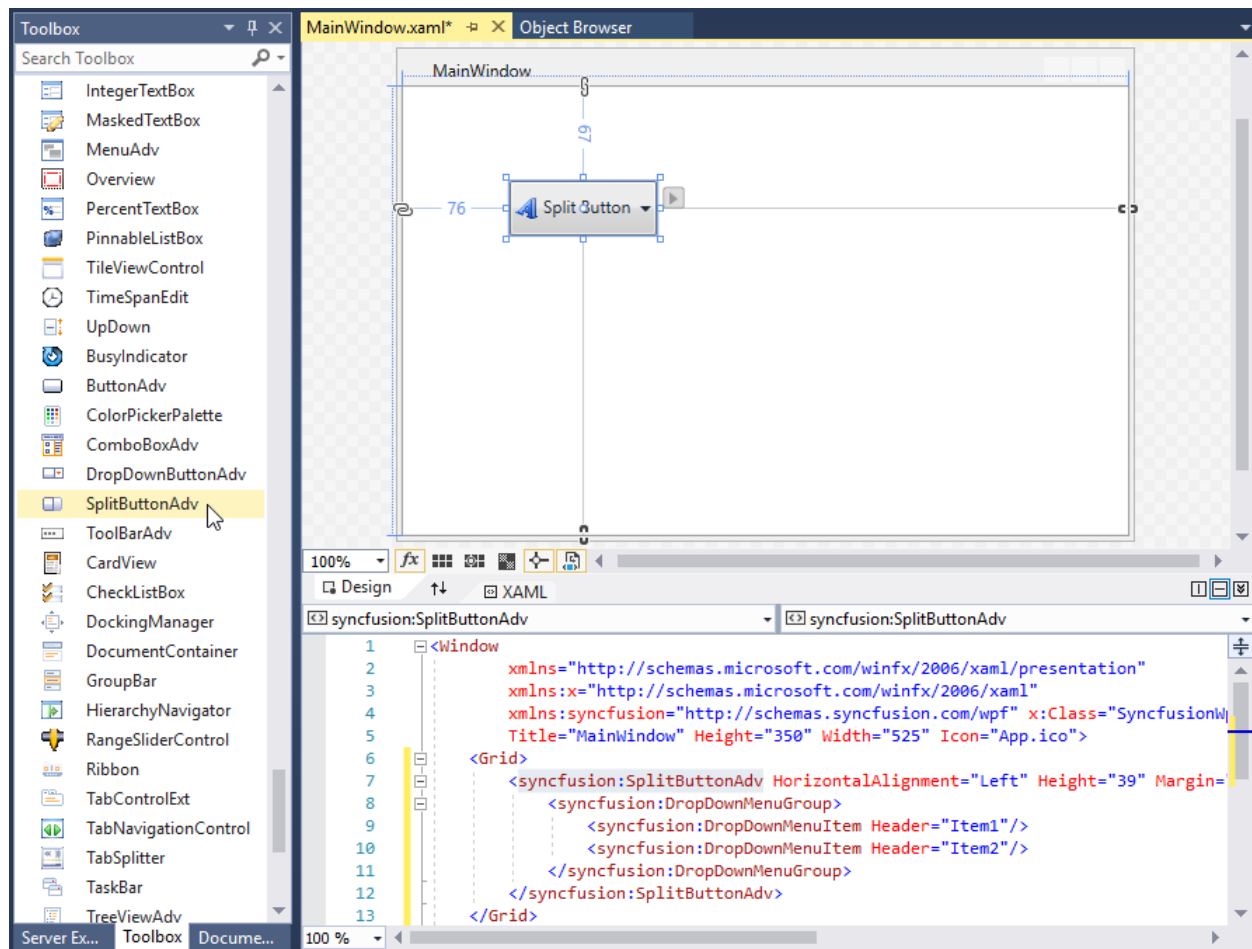 Toolbox
Search Toolbox
IntegerTextBox
MaskedTextBox
MenuAdv
Overview
PercentTextBox
PinnableListBox
TileViewControl
TimeSpanEdit
UpDown
BusyIndicator
ButtonAdv
ColorPickerPalette
ComboBoxAdv
DropDownButtonAdv
SplitButtonAdv
ToolBarAdv
CardView
CheckListBox
DockingManager
DocumentContainer
GroupBar
HierarchyNavigator
RangeSliderControl
Ribbon
TabControlExt
TabNavigationControl
TabSplitter
TaskBar
TreeViewAdv
Server Ex... Toolbox Docume...
MainWindow.xaml* Object Browser
MainWindow
67
76
Split Button
100% fx
Design XAML
syncfusion:SplitButtonAdv syncfusion:SplitButtonAdv
1 <Window
2 xmlns="http://schemas.microsoft.com/winfx/2006/xaml/presentation"
3 xmlns:x="http://schemas.microsoft.com/winfx/2006/xaml"
4 xmlns:syncfusion="http://schemas.syncfusion.com/wpf" x:Class="SyncfusionW
5 Title="MainWindow" Height="350" Width="525" Icon="App.ico">
6 <Grid>
7 <syncfusion:SplitButtonAdv HorizontalAlignment="Left" Height="39" Margin=
8 <syncfusion:DropDownMenuGroup>
9 <syncfusion:DropDownMenuItem Header="Item1"/>
10 <syncfusion:DropDownMenuItem Header="Item2"/>
11 </syncfusion:DropDownMenuGroup>
12 </syncfusion:SplitButtonAdv>
13 </Grid>
100 %